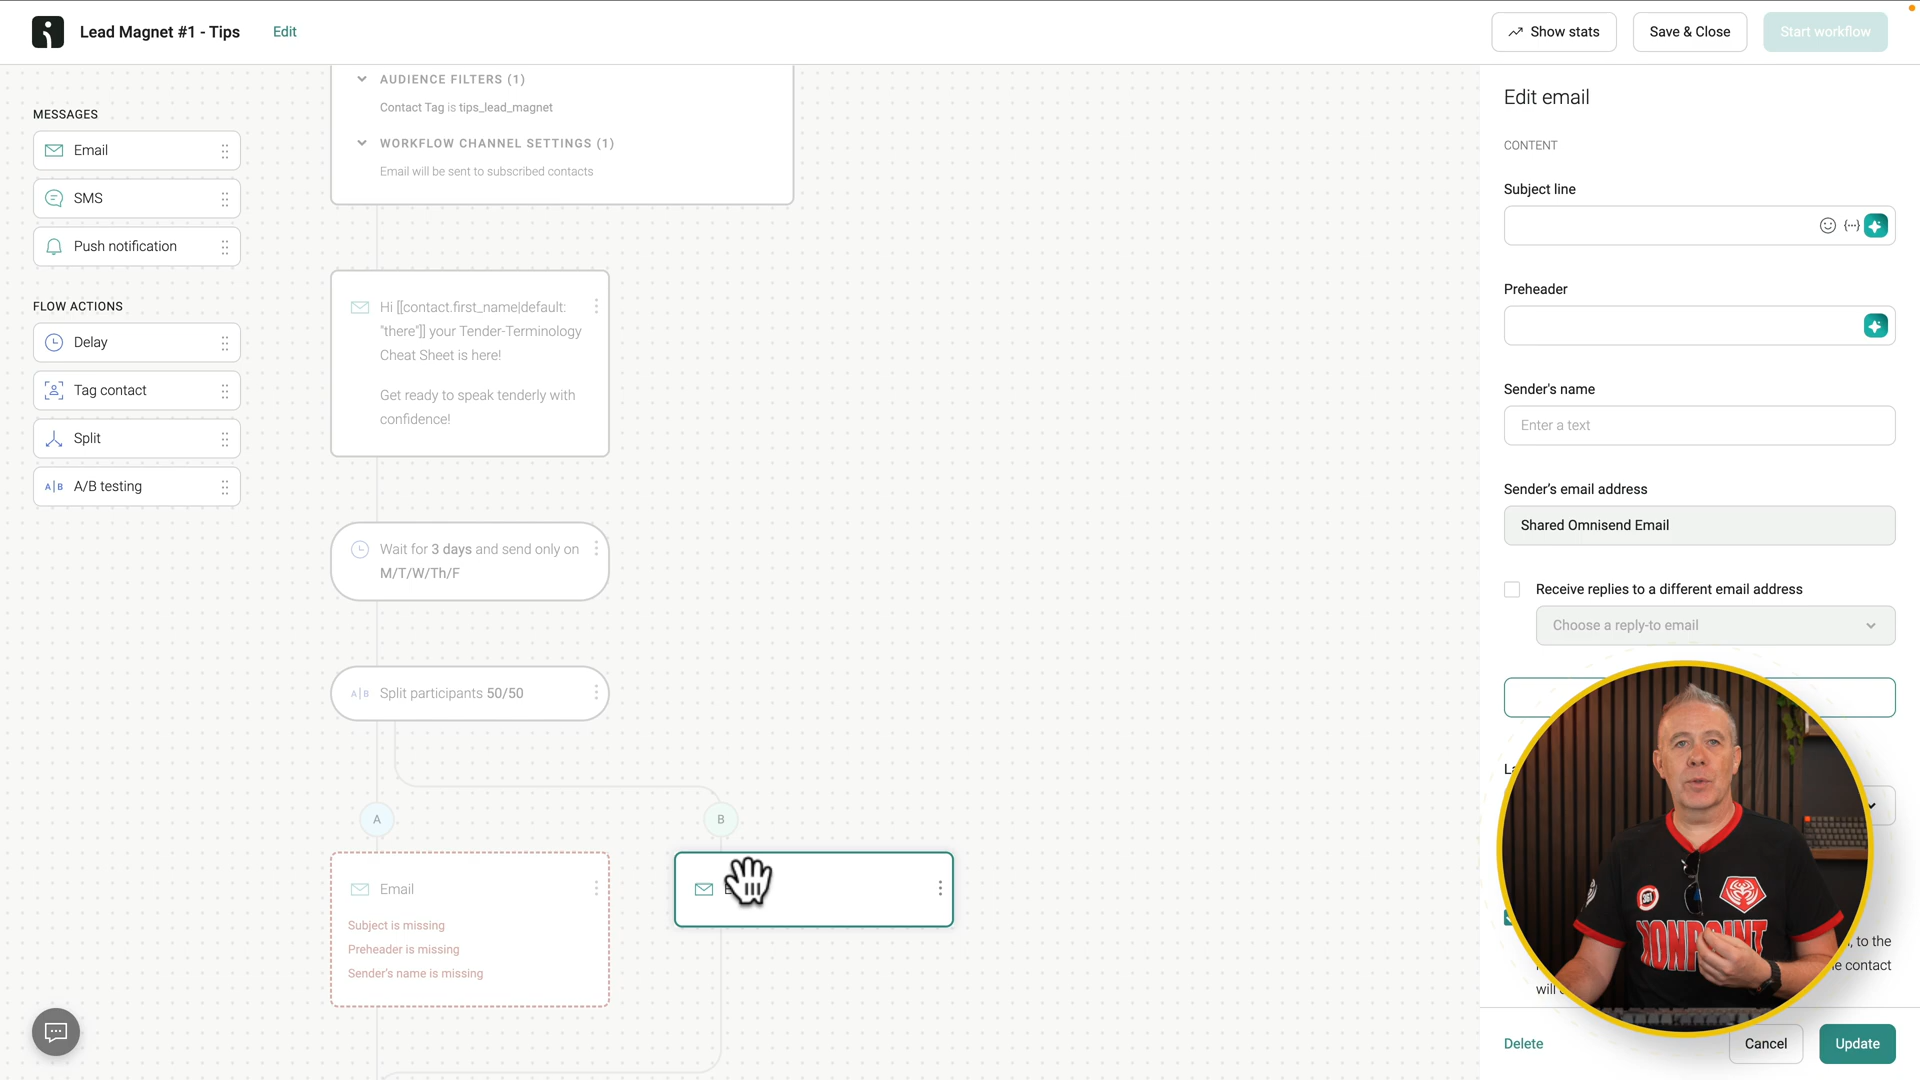 Lead Magnet #1 - Tips
Edit
Show stats
Save & Close
Start workflow
MESSAGES
Email
SMS
Push notification
FLOW ACTIONS
Delay
Tag contact
Split
A|B A/B testing
AUDIENCE FILTERS (1)
Contact Tag is tips_lead_magnet
WORKFLOW CHANNEL SETTINGS (1)
Email will be sent to subscribed contacts
Hi [[contact.first_name|default:
"there"]] your Tender-Terminology
Cheat Sheet is here!
Get ready to speak tenderly with
confidence!
Wait for 3 days and send only on
M/T/W/Th/F
A|B Split participants 50/50
A
B
Email
Subject is missing
Preheader is missing
Sender's name is missing
Edit email
CONTENT
Subject line
Preheader
Sender's name
Enter a text
Sender's email address
Shared Omnisend Email
Receive replies to a different email address
Choose a reply-to email
NONPOINT
, to the
contact
will
Delete
Cancel
Update